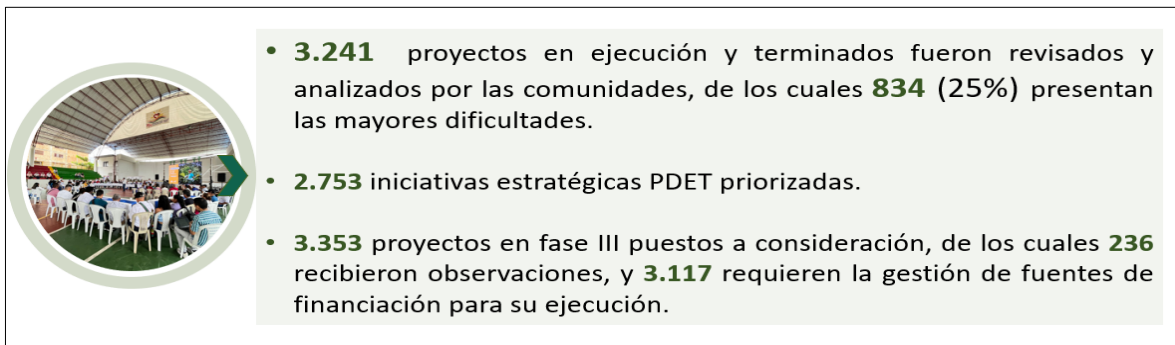 • 3.241 proyectos en ejecución y terminados fueron revisados y
analizados por las comunidades, de los cuales 834 (25%) presentan
las mayores dificultades.
• 2.753 iniciativas estratégicas PDET priorizadas.
• 3.353 proyectos en fase III puestos a consideración, de los cuales 236
recibieron observaciones, y 3.117 requieren la gestión de fuentes de
financiación para su ejecución.